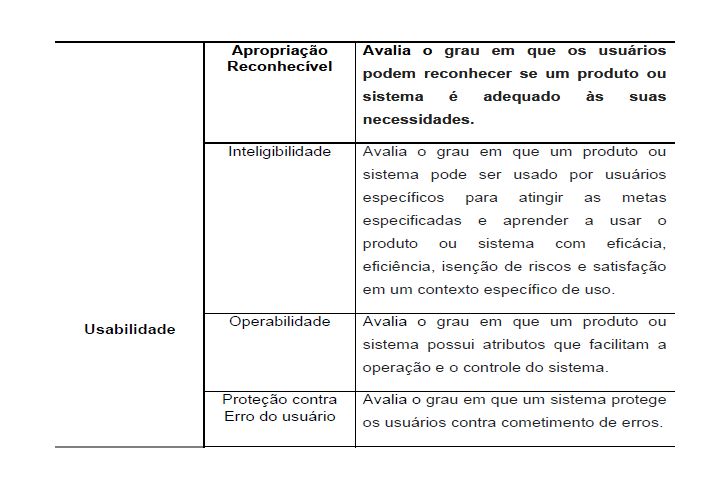 Apropriação
Reconhecível
Avalia o grau em que os usuários
podem reconhecer se um produto ou
sistema é adequado às suas
necessidades.
Inteligibilidade
Avalia o grau em que um produto ou
sistema pode ser usado por usuários
específicos para atingir as metas
especificadas e aprender a usar o
produto ou sistema com eficácia,
eficiência, isenção de riscos e satisfação
em um contexto específico de uso.
Usabilidade
Operabilidade
Avalia o grau em que um produto ou
sistema possui atributos que facilitam a
operação e o controle do sistema.
Proteção contra
Erro do usuário
Avalia o grau em que um sistema protege
os usuários contra cometimento de erros.